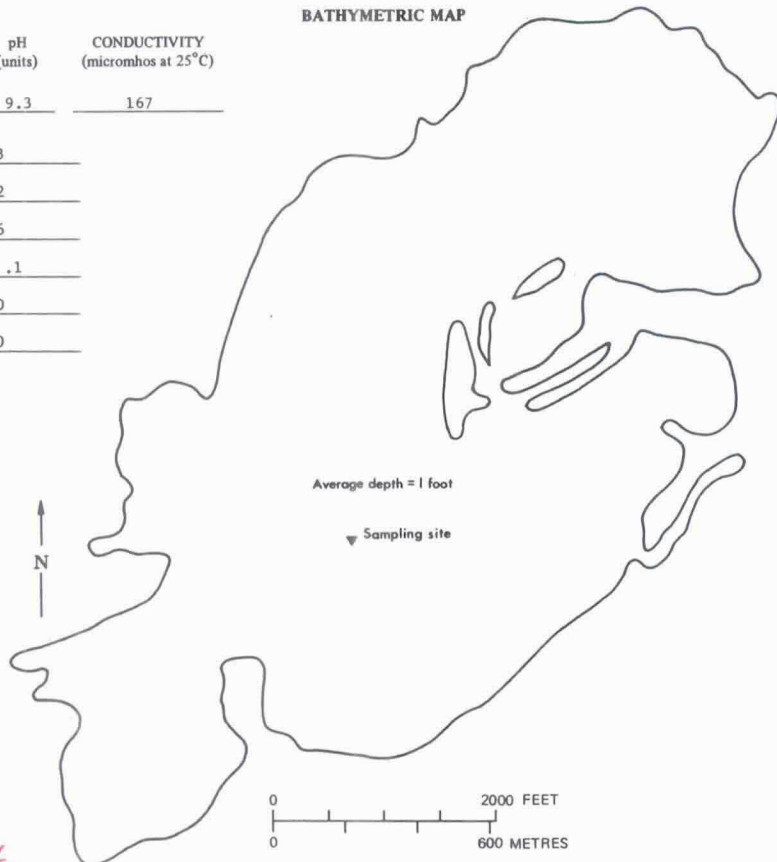 BATHYMETRIC MAP
pH CONDUCTIVITY
(units) (micromhos at 25°C)
9.3 167
.1
Average depth = 1 foot
Sampling site
N
0 2000 FEET
0 600 METRES